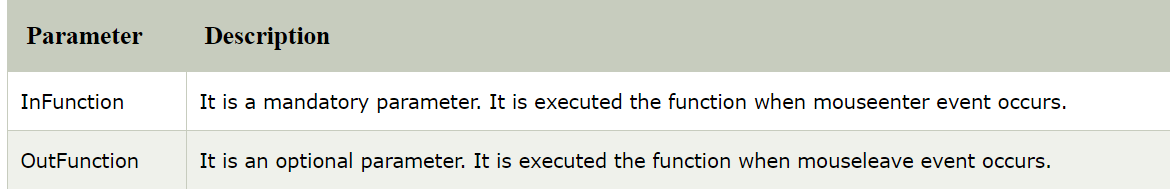 Parameter Description
InFunction It is a mandatory parameter. It is executed the function when mouseenter event occurs.
OutFunction It is an optional parameter. It is executed the function when mouseleave event occurs.